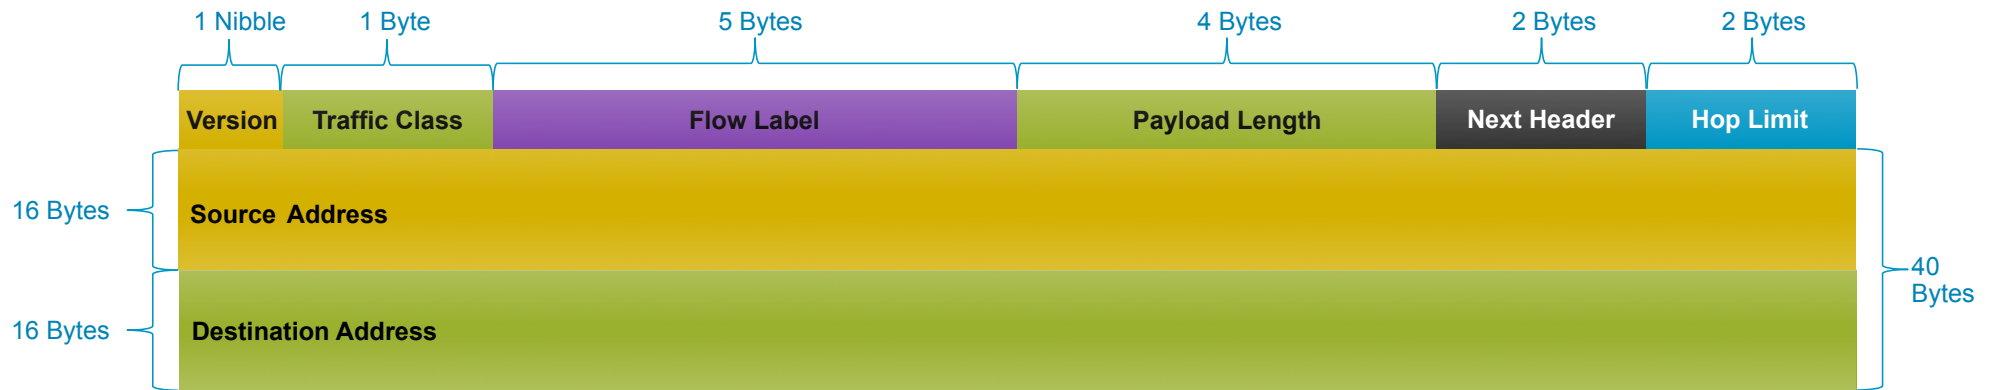 1 Nibble 1 Byte 5 Bytes 4 Bytes 2 Bytes 2 Bytes
Version Traffic Class Flow Label Payload Length Next Header Hop Limit
16 Bytes
Source Address
40
Bytes
16 Bytes
Destination Address